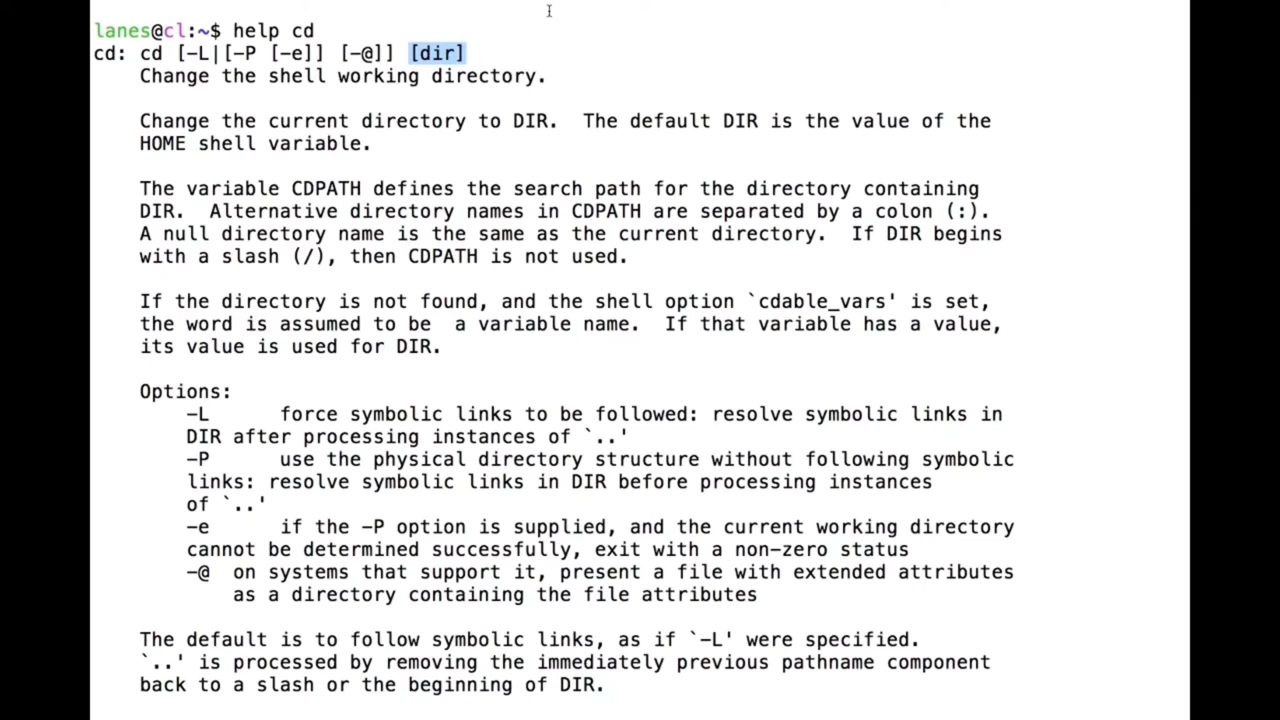 lanes@cl:~$ help cd
cd: cd [-L|[-P [-e]] [-@]] [dir]
Change the shell working directory.
Change the current directory to DIR.  The default DIR is the value of the
HOME shell variable.
The variable CDPATH defines the search path for the directory containing
DIR.  Alternative directory names in CDPATH are separated by a colon (:).
A null directory name is the same as the current directory.  If DIR begins
with a slash (/), then CDPATH is not used.
If the directory is not found, and the shell option `cdable_vars' is set,
the word is assumed to be  a variable name.  If that variable has a value,
its value is used for DIR.
Options:
-L      force symbolic links to be followed: resolve symbolic links in
DIR after processing instances of `..'
-P      use the physical directory structure without following symbolic
links: resolve symbolic links in DIR before processing instances
of `..'
-e      if the -P option is supplied, and the current working directory
cannot be determined successfully, exit with a non-zero status
-@  on systems that support it, present a file with extended attributes
as a directory containing the file attributes
The default is to follow symbolic links, as if `-L' were specified.
`..' is processed by removing the immediately previous pathname component
back to a slash or the beginning of DIR.